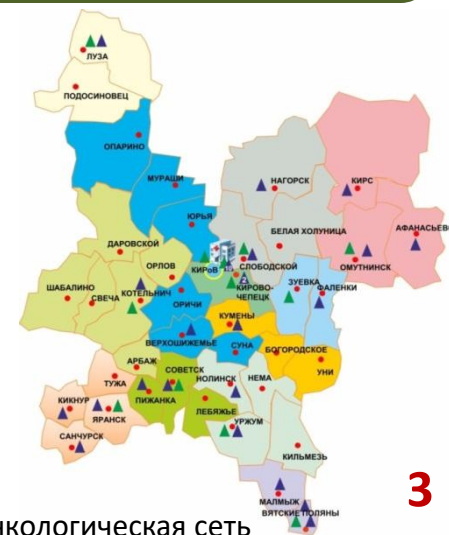 ЛУЗА
ПОДОСИНОВЕЦ
ОПАРИНО
МУРАШИ
НАГОРСК
КИРС
ЮРЬЯ
БЕЛАЯ ХОЛУНИЦА
АФАНАСЬЕВО
ДАРОВСКОЙ
КИРОВ
СЛОБОДСКОЙ
ОМУТНИНСК
ОРЛОВ
КИРОВО-
ЧЕПЕЦК
ЗУЕВКА
ФАЛЕНКИ
ШАБАЛИНО
СВЕЧА
КОТЕЛЬНИЧ
ОРИЧИ
КУМЕНЫ
ВЕРХОШИЖЕМЬЕ
СУНА
БОГОРОДСКОЕ
УНИ
АРБАЖ
СОВЕТСК
НОЛИНСК
НЕМА
ТУЖА
ПИЖАНКА
КИКНУР
ЯРАНСК
ЛЕБЯЖЬЕ
УРЖУМ
САНЧУРСК
КИЛЬМЕЗЬ
МАЛМЫЖ
ВЯТСКИЕ ПОЛЯНЫ
3
нкологическая сеть